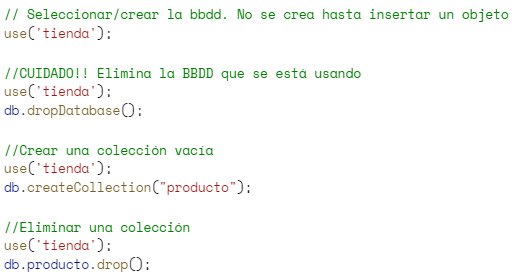 // Seleccionar/crear la bbdd. No se crea hasta insertar un objeto
use('tienda');
//CUIDADO!! Elimina la BBDD que se está usando
use('tienda');
db.dropDatabase();
//Crear una colección vacía
use('tienda');
db.createCollection("producto");
//Eliminar una colección
use('tienda');
db.producto.drop();